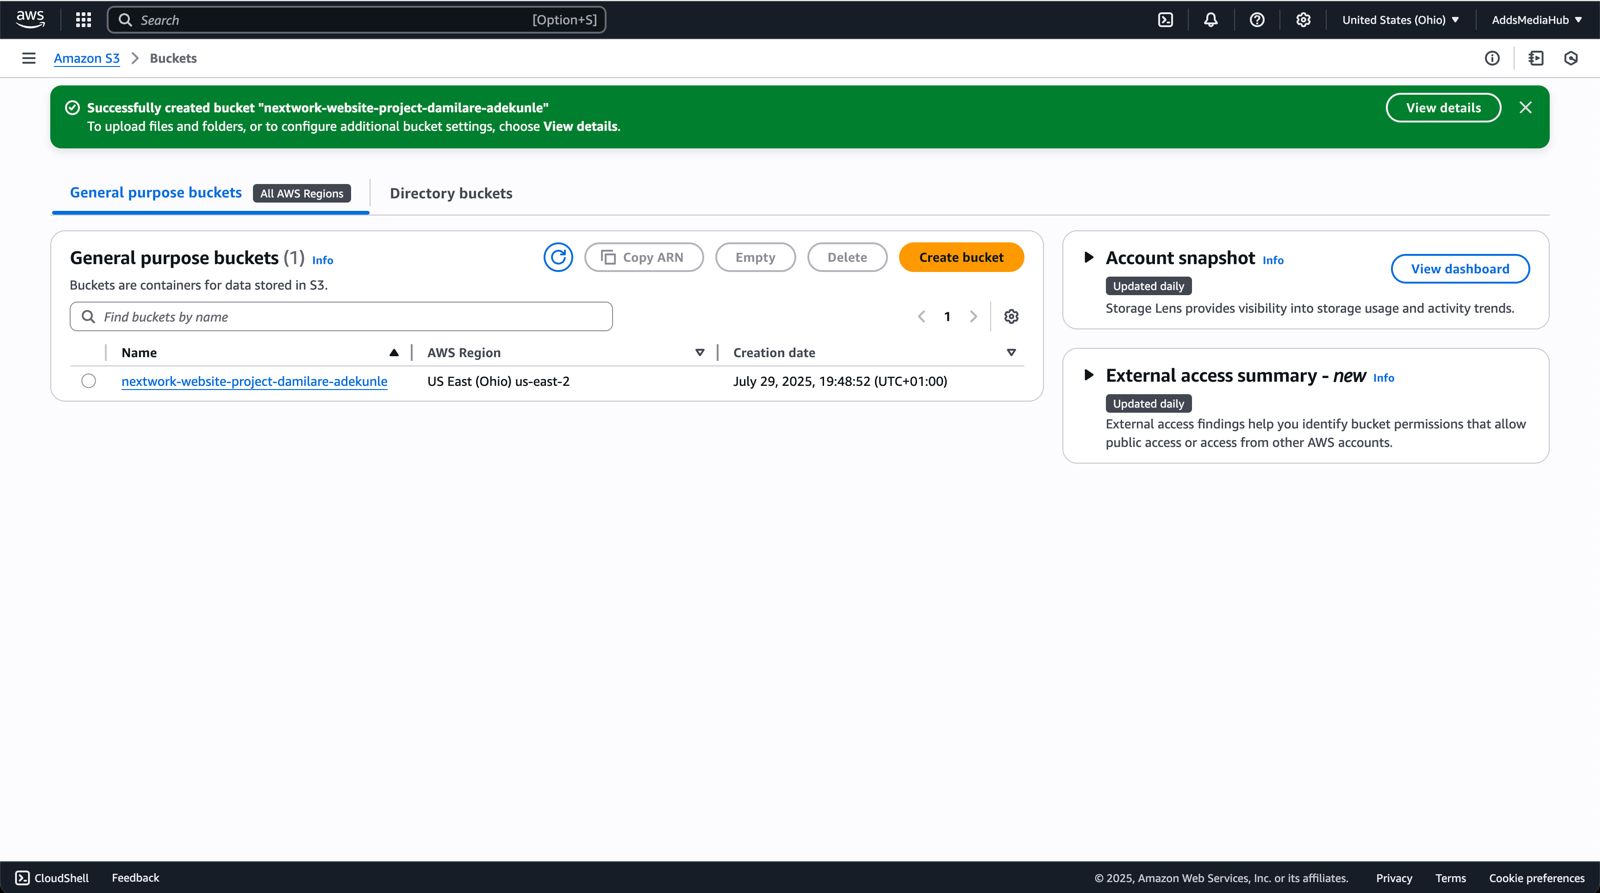 aws
Search [Option+S]
United States (Ohio)
AddsMediaHub
Amazon S3 Buckets
Successfully created bucket "nextwork-website-project-damilare-adekunle"
To upload files and folders, or to configure additional bucket settings, choose View details.
View details
General purpose buckets All AWS Regions
Directory buckets
General purpose buckets (1) Info
Copy ARN
Empty
Delete
Create bucket
Buckets are containers for data stored in S3.
Find buckets by name
1
Name AWS Region Creation date
nextwork-website-project-damilare-adekunle US East (Ohio) us-east-2 July 29, 2025, 19:48:52 (UTC+01:00)
Account snapshot Info
View dashboard
Updated daily
Storage Lens provides visibility into storage usage and activity trends.
External access summary - new Info
Updated daily
External access findings help you identify bucket permissions that allow
public access or access from other AWS accounts.
CloudShell Feedback
© 2025, Amazon Web Services, Inc. or its affiliates. Privacy Terms Cookie preferences